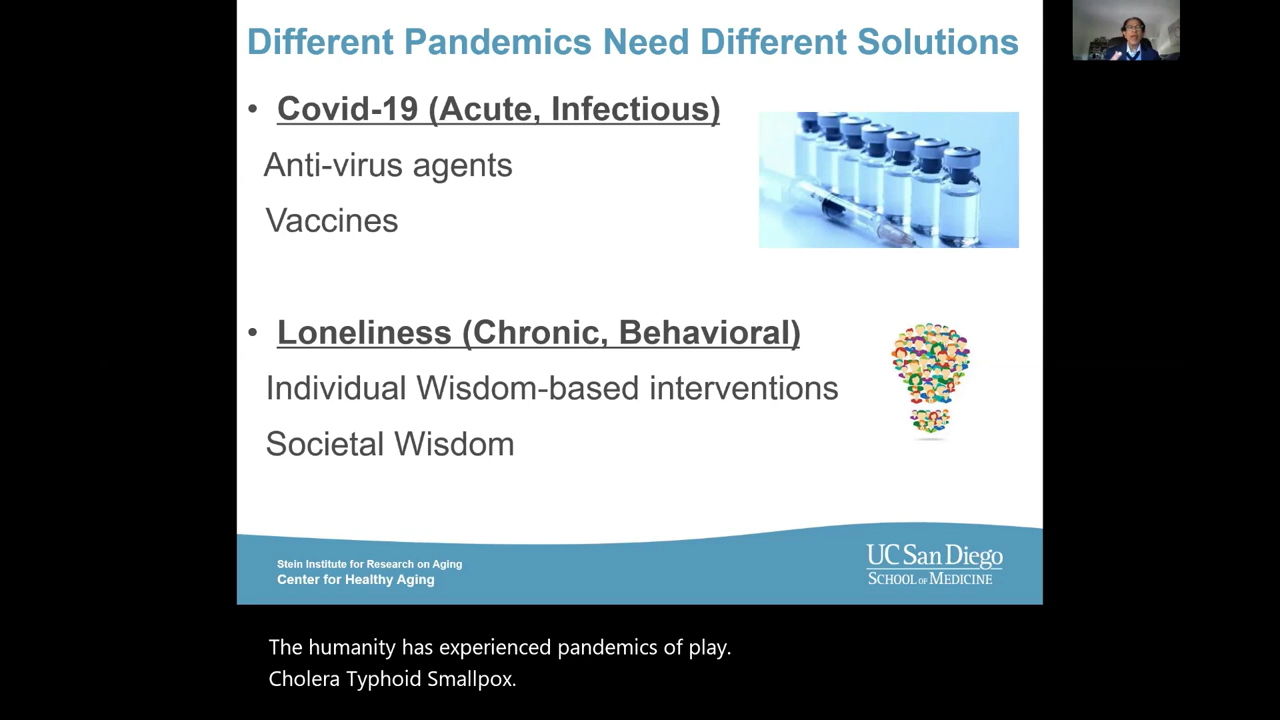 Different Pandemics Need Different Solutions
• Covid-19 (Acute, Infectious)
Anti-virus agents
Vaccines
• Loneliness (Chronic, Behavioral)
Individual Wisdom-based interventions
Societal Wisdom
Stein Institute for Research on Aging
Center for Healthy Aging
UC San Diego
SCHOOL OF MEDICINE
The humanity has experienced pandemics of play.
Cholera Typhoid Smallpox.